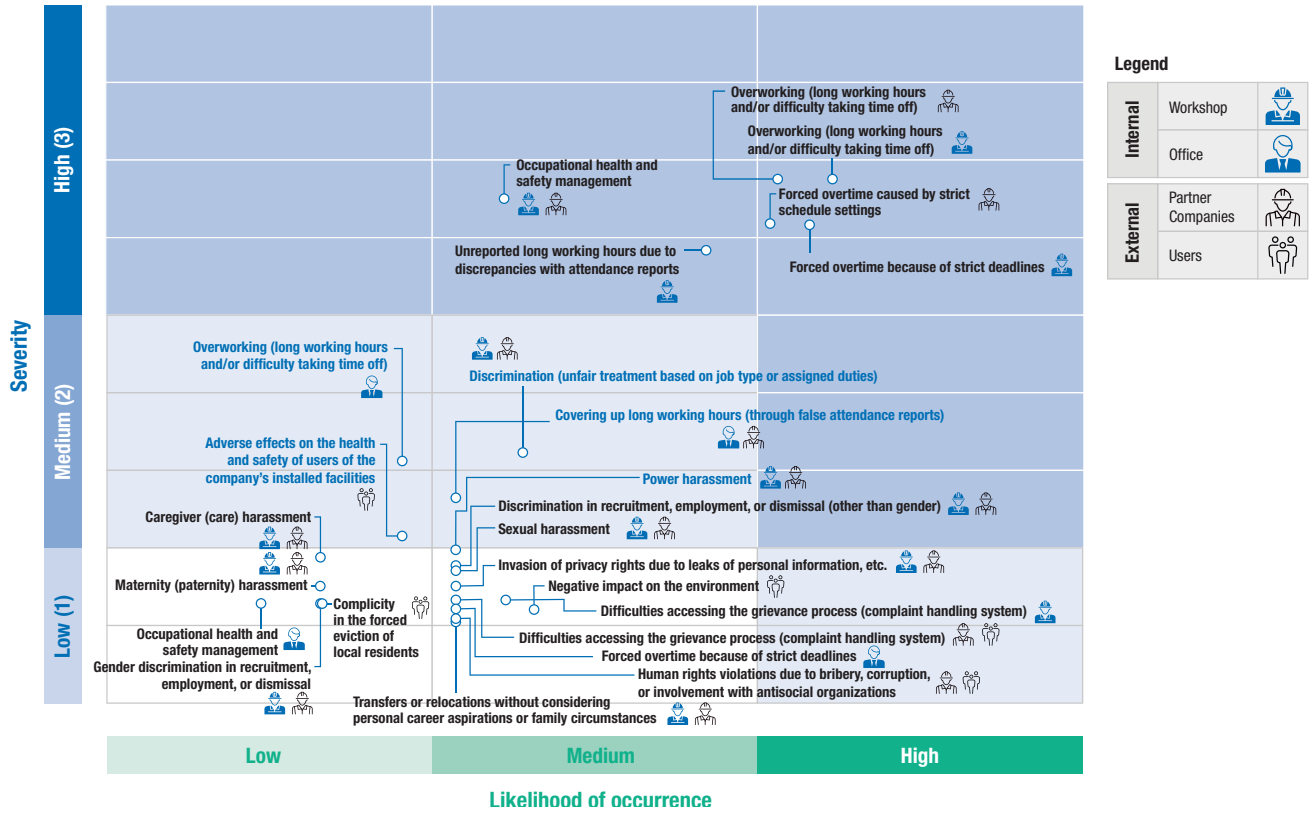 Severity
High (3)
Medium (2)
Low (1)
Overworking (long working hours
and/or difficulty taking time off)
Overworking (long working hours
and/or difficulty taking time off)
Occupational health and
safety management
Forced overtime caused by strict
schedule settings
Unreported long working hours due to
discrepancies with attendance reports
Forced overtime because of strict deadlines
Overworking (long working hours
and/or difficulty taking time off)
Discrimination (unfair treatment based on job type or assigned duties)
Covering up long working hours (through false attendance reports)
Adverse effects on the health
and safety of users of the
company's installed facilities
Power harassment
Discrimination in recruitment, employment, or dismissal (other than gender)
Caregiver (care) harassment
Sexual harassment
Invasion of privacy rights due to leaks of personal information, etc.
Maternity (paternity) harassment
Negative impact on the environment
Complicity
in the forced
eviction of
local residents
Difficulties accessing the grievance process (complaint handling system)
Occupational health and
safety management
Difficulties accessing the grievance process (complaint handling system)
Forced overtime because of strict deadlines
Gender discrimination in recruitment,
employment, or dismissal
Human rights violations due to bribery, corruption,
or involvement with antisocial organizations
Transfers or relocations without considering
personal career aspirations or family circumstances
Low
Medium
High
Likelihood of occurrence
Legend
Internal
Workshop
Office
External
Partner
Companies
Users